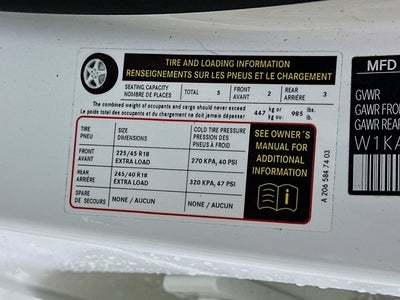 TIRE AND LOADING INFORMATION
RENSEIGNEMENTS SUR LES PNEUS ET LE CHARGEMENT
SEATING CAPACITY TOTAL 5 FRONT 2 REAR 3
NOMBRE DE PLACES AVANT ARRIÈRE
The combined weight of occupants and cargo should never exceed 447 kg or 985 lbs.
Le poids total des occupants et du chargement ne doit jamais dépasser kg ou lb.
TIRE SIZE COLD TIRE PRESSURE
PNEU DIMENSIONS PRESSION DES
PNEUS À FROID
FRONT 225/45 R18 270 KPA, 40 PSI
AVANT EXTRA LOAD
REAR 245/40 R18 320 KPA, 47 PSI
ARRIÈRE EXTRA LOAD
SPARE NONE / AUCUN NONE / AUCUN
DE SECOURS
SEE OWNER'S
MANUAL FOR
ADDITIONAL
INFORMATION
i
A 206 584 74 03
MFD
GVWR
GAWR FRO
GAWR REAR
W1KA